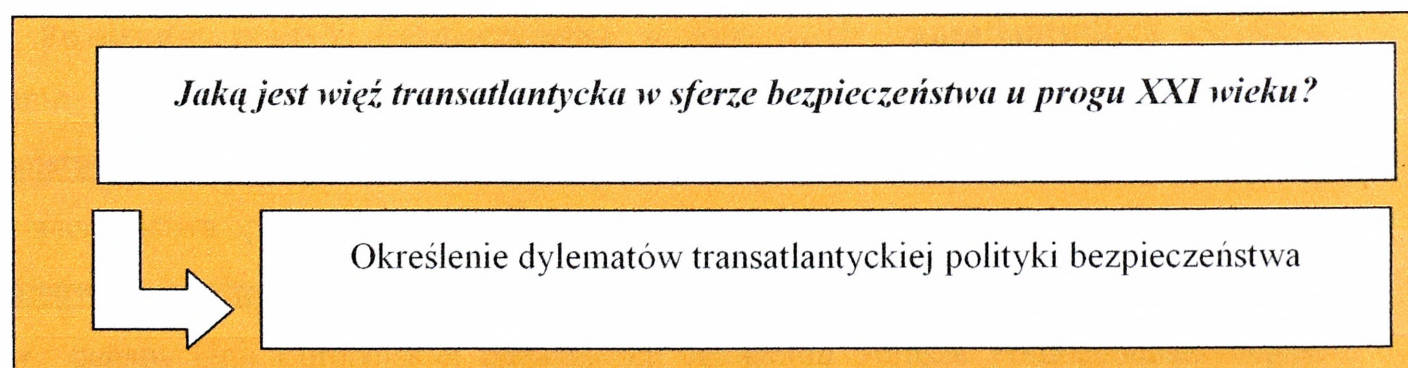 Jaką jest więź transatlantycka w sferze bezpieczeństwa u progu XXI wieku?
Określenie dylematów transatlantyckiej polityki bezpieczeństwa